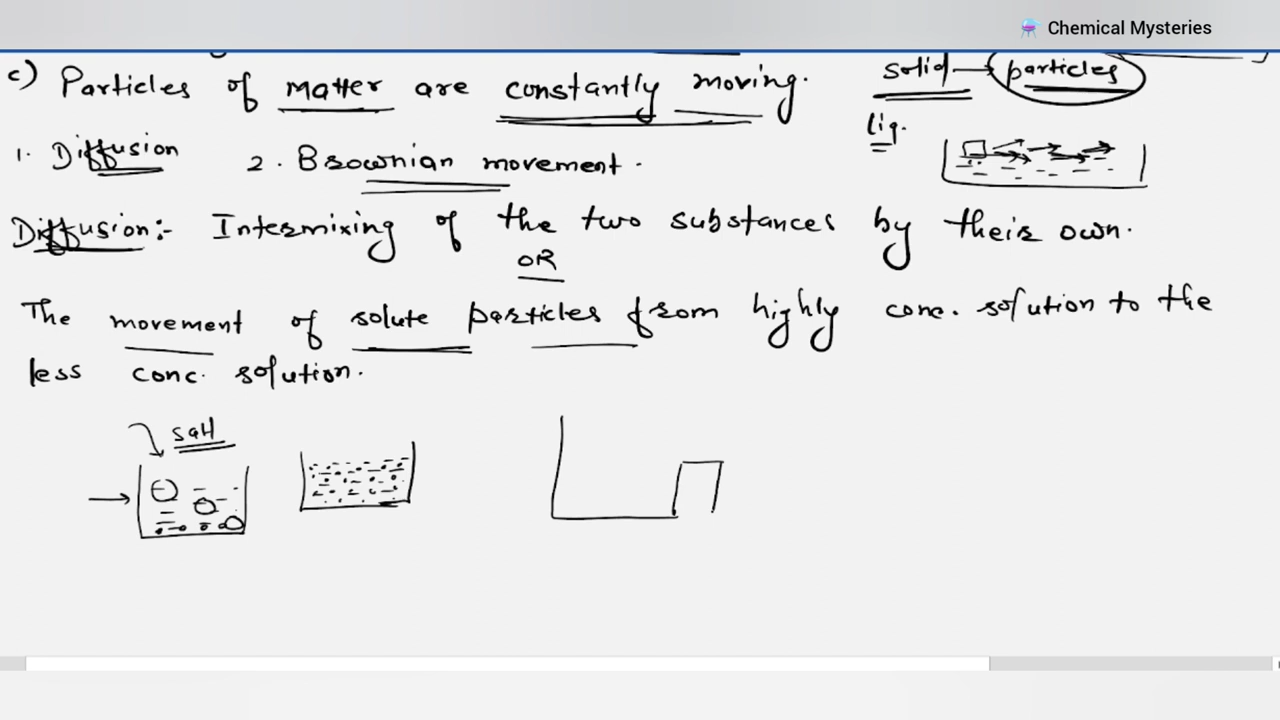 Chemical Mysteries
c) Particles of matter are constantly moving.
solid → particles
liq.
1. Diffusion 2. Brownian movement.
Diffusion:- Intermixing of the two substances by their own.
OR
The movement of solute particles from highly conc. solution to the
less conc. solution.
salt